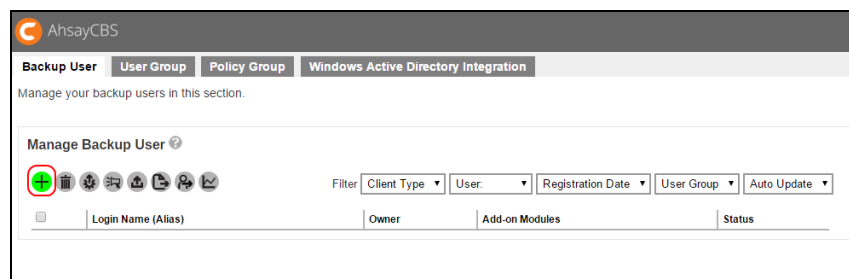 AhsayCBS
Backup User User Group Policy Group Windows Active Directory Integration
Manage your backup users in this section.
Manage Backup User ?
Filter Client Type User: Registration Date User Group Auto Update
Login Name (Alias) Owner Add-on Modules Status